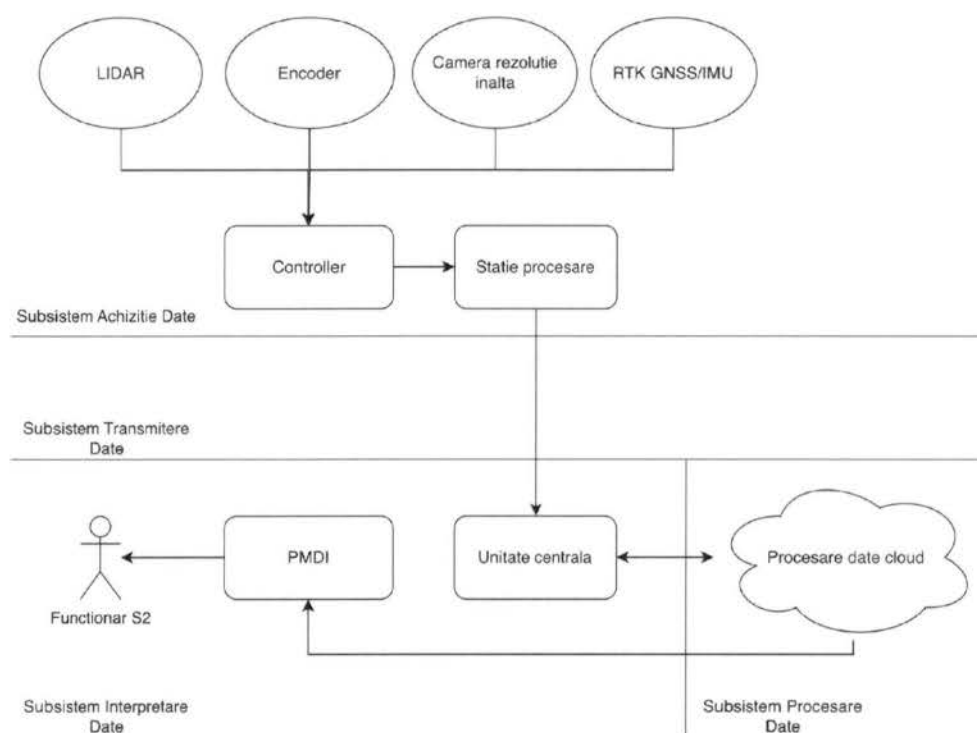 LIDAR
Encoder
Camera rezolutie
inalta
RTK GNSS/IMU
Controller
Statie procesare
Subsistem Achizitie Date
Subsistem Transmitere
Date
Functionar S2
PMDI
Unitate centrala
Procesare date cloud
Subsistem Interpretare
Date
Subsistem Procesare
Date